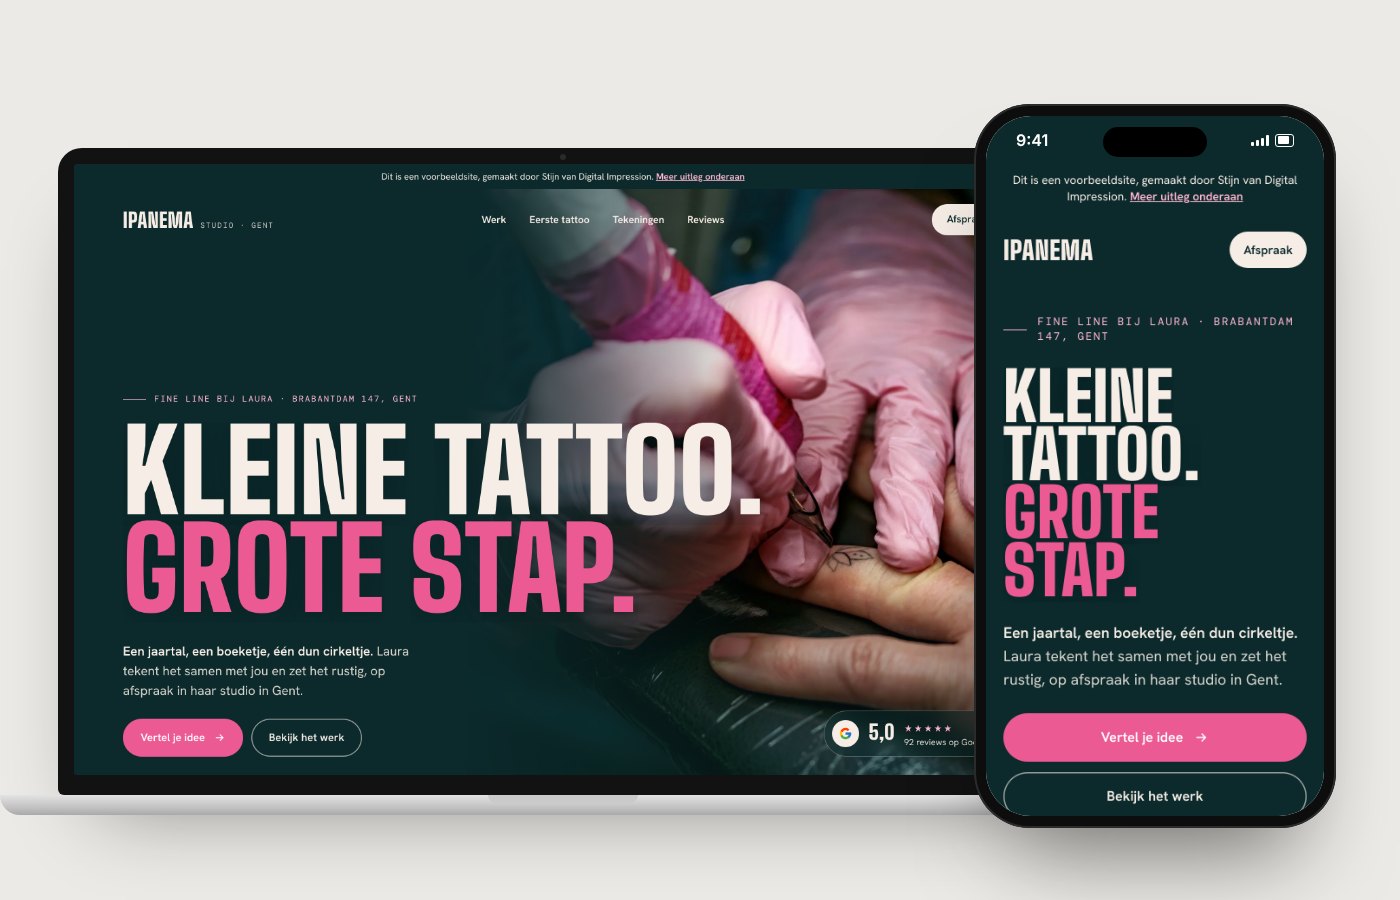 Dit is een voorbeeldsite, gemaakt door Stijn van Digital Impression. Meer uitleg onderaan
IPANEMA STUDIO · GENT
Werk Eerste tattoo Tekeningen Reviews
FINE LINE BIJ LAURA · BRABANTDAM 147, GENT
KLEINE TATTOO.
GROTE STAP.
Een jaartal, een boeketje, één dun cirkeltje. Laura
tekent het samen met jou en zet het rustig, op
afspraak in haar studio in Gent.
Vertel je idee → Bekijk het werk
5,0 ★★★★★
92 reviews op
9:41
Dit is een voorbeeldsite, gemaakt door Stijn van Digital
Impression. Meer uitleg onderaan
IPANEMA
Afspraak
FINE LINE BIJ LAURA · BRABANTDAM
147, GENT
KLEINE
TATTOO.
GROTE
STAP.
Een jaartal, een boeketje, één dun cirkeltje.
Laura tekent het samen met jou en zet het
rustig, op afspraak in haar studio in Gent.
Vertel je idee →
Bekijk het werk